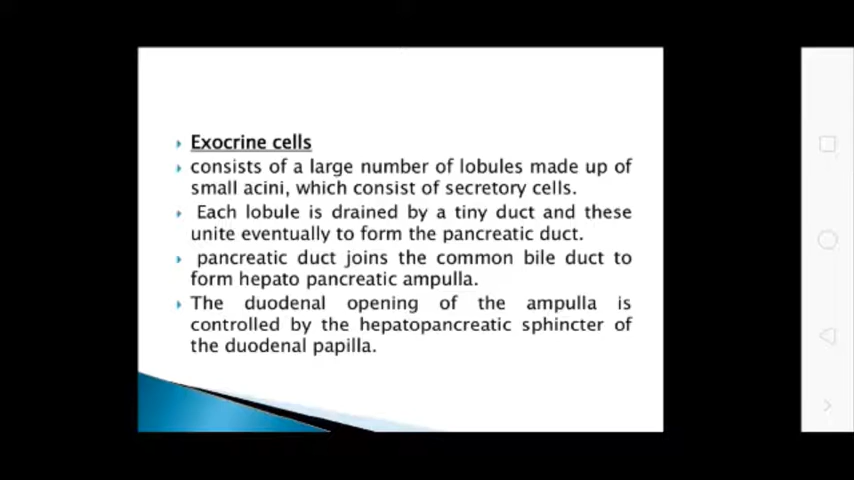 Exocrine cells
consists of a large number of lobules made up of
small acini, which consist of secretory cells.
Each lobule is drained by a tiny duct and these
unite eventually to form the pancreatic duct.
pancreatic duct joins the common bile duct to
form hepato pancreatic ampulla.
The duodenal opening of the ampulla is
controlled by the hepatopancreatic sphincter of
the duodenal papilla.